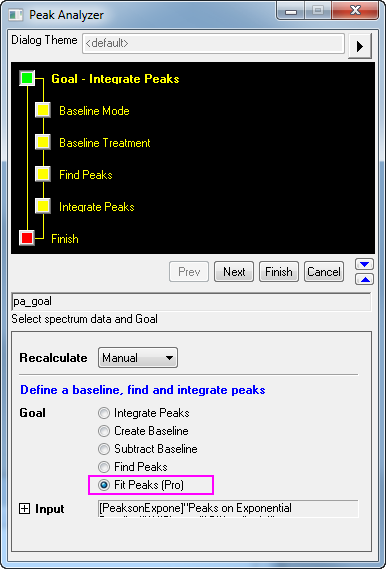 Peak Analyzer
Dialog Theme <default>
Goal - Integrate Peaks
Baseline Mode
Baseline Treatment
Find Peaks
Integrate Peaks
Finish
Prev Next Finish Cancel
pa_goal
Select spectrum data and Goal
Recalculate Manual
Define a baseline, find and integrate peaks
Goal
Integrate Peaks
Create Baseline
Subtract Baseline
Find Peaks
Fit Peaks (Pro)
Input [PeaksonExpone]"Peaks on Exponential